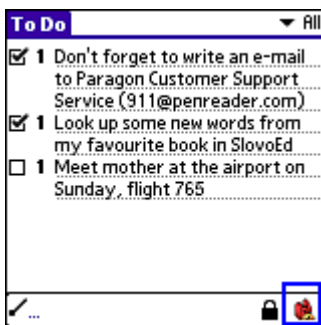 To Do
All
1 Don't forget to write an e-mail
to Paragon Customer Support
Service (911@penreader.com)
1 Look up some new words from
my favourite book in SlovoEd
1 Meet mother at the airport on
Sunday, flight 765
...